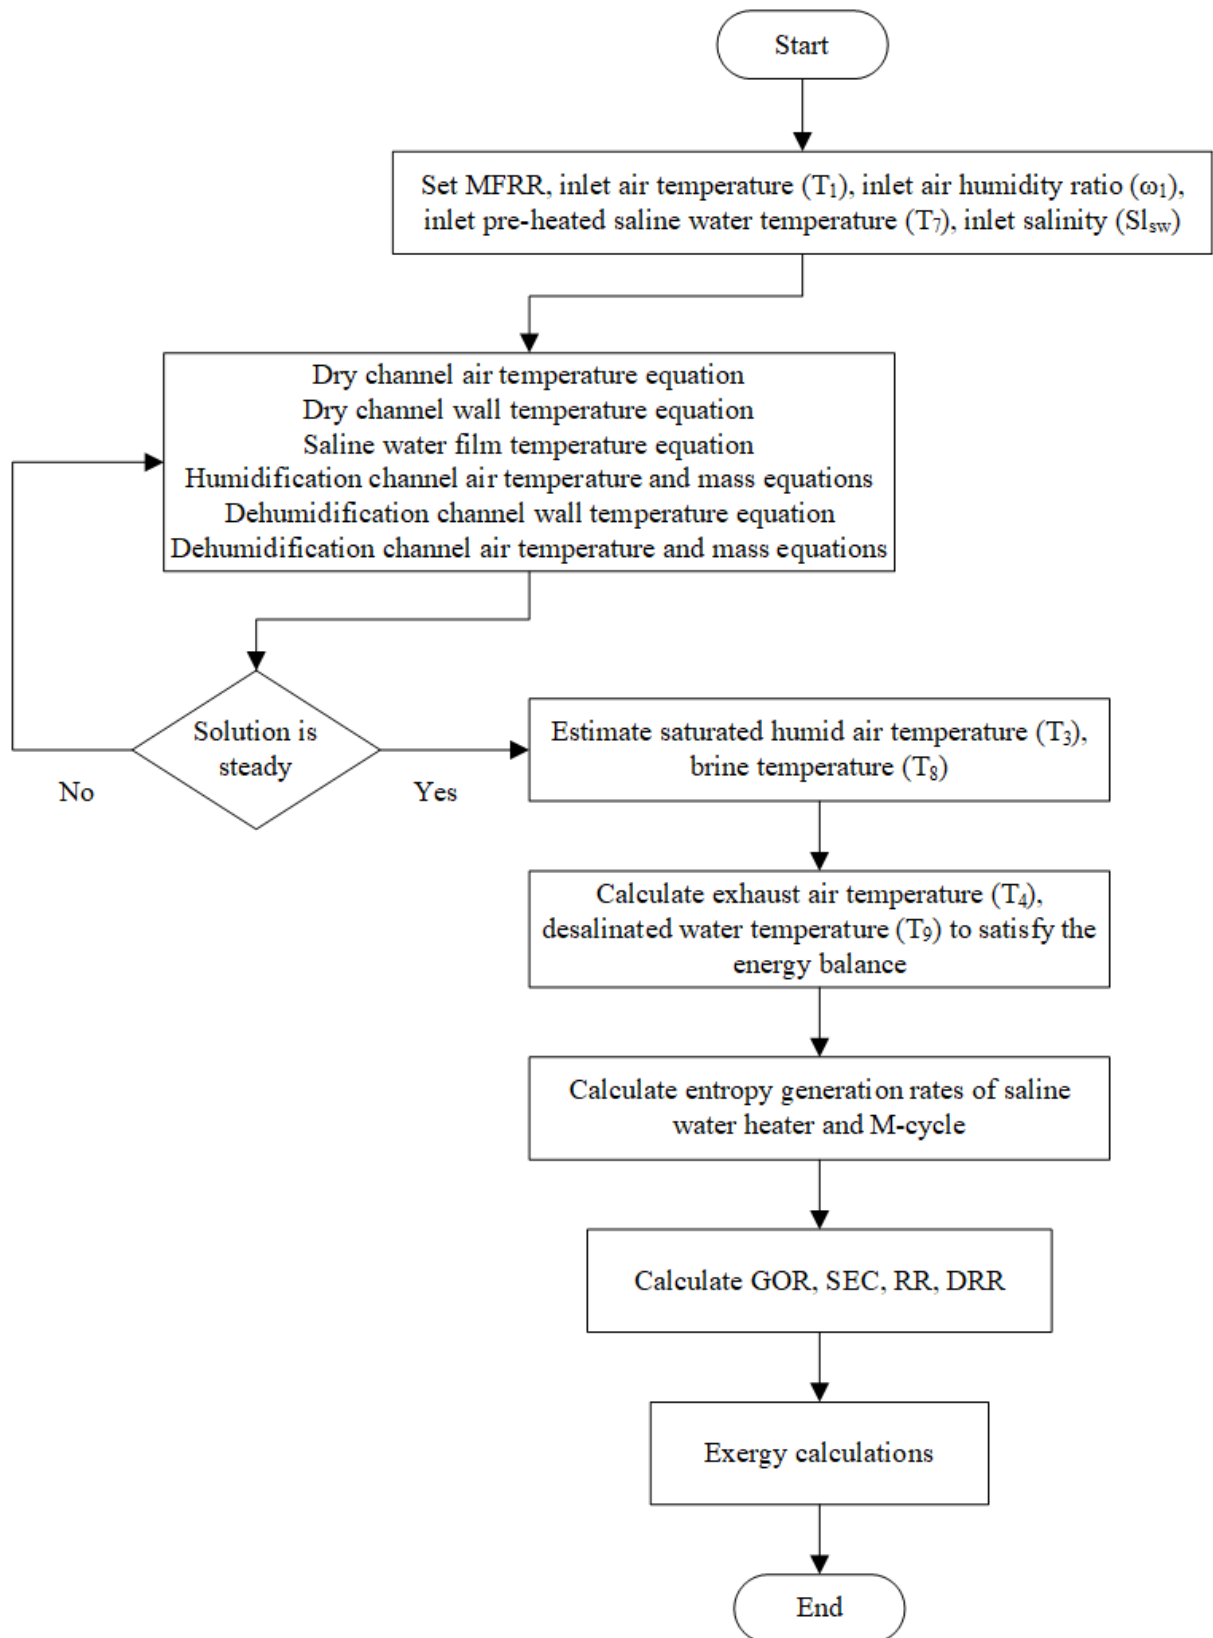 Start
Set MFRR, inlet air temperature (T₁), inlet air humidity ratio (ω₁),
inlet pre-heated saline water temperature (T₇), inlet salinity (Slsw)
Dry channel air temperature equation
Dry channel wall temperature equation
Saline water film temperature equation
Humidification channel air temperature and mass equations
Dehumidification channel wall temperature equation
Dehumidification channel air temperature and mass equations
Solution is
steady
No
Yes
Estimate saturated humid air temperature (T₃),
brine temperature (T₈)
Calculate exhaust air temperature (T₄),
desalinated water temperature (T₉) to satisfy the
energy balance
Calculate entropy generation rates of saline
water heater and M-cycle
Calculate GOR, SEC, RR, DRR
Exergy calculations
End